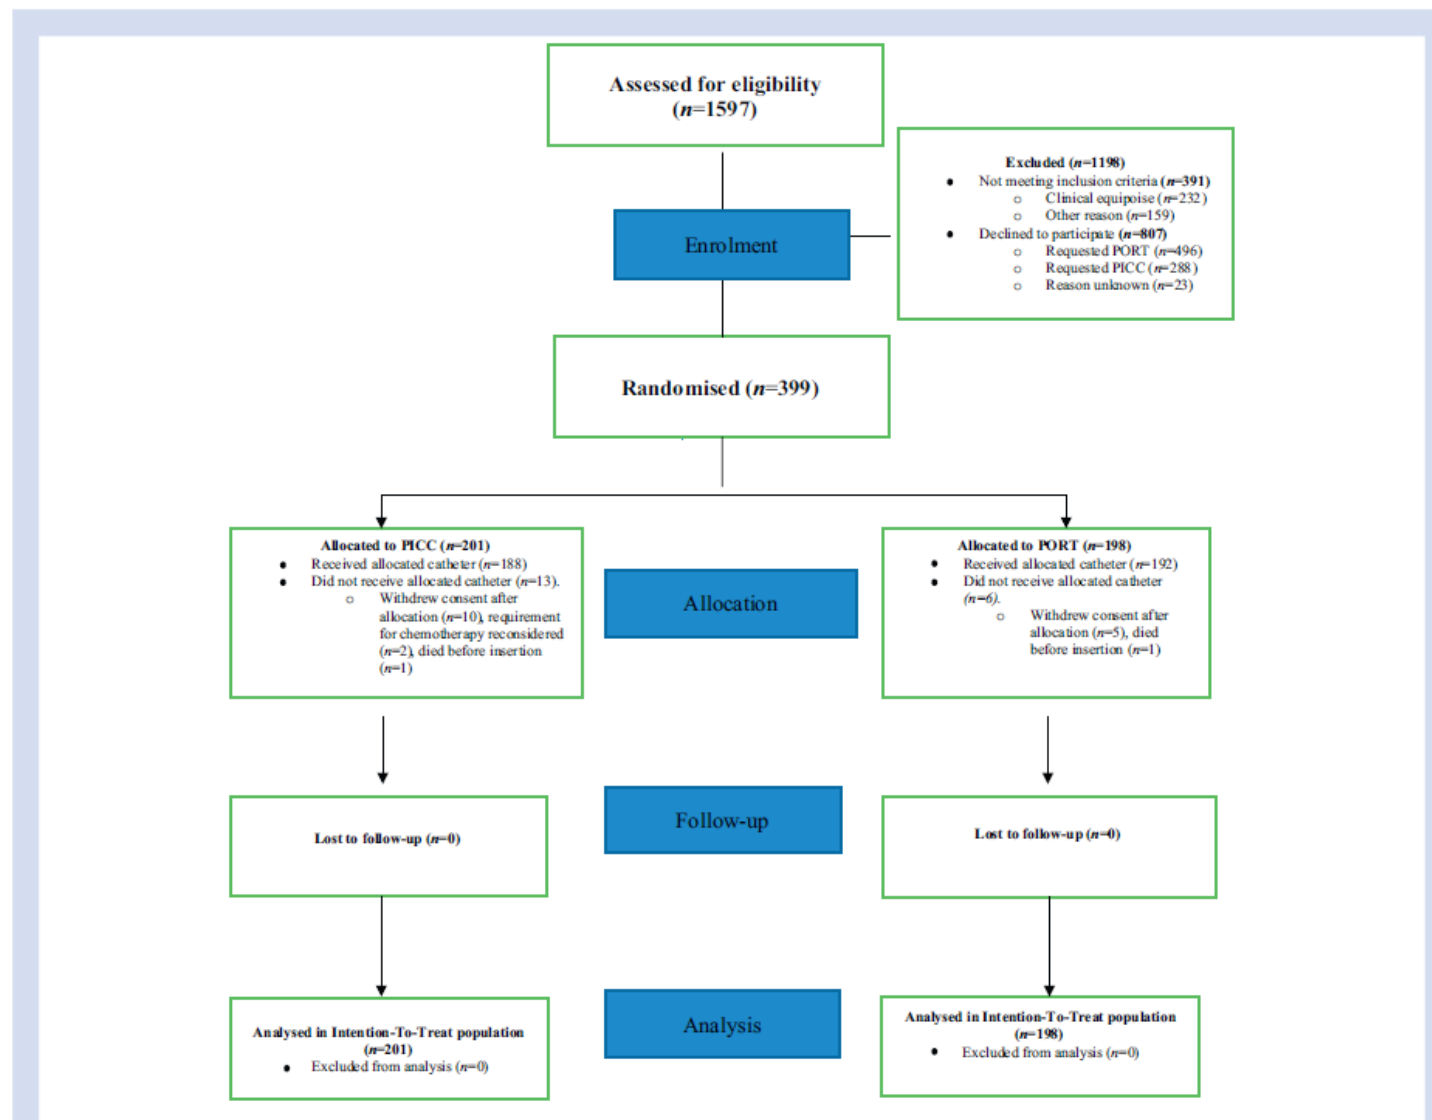 Assessed for eligibility
(n=1597)
Excluded (n=1198)
● Not meeting inclusion criteria (n=391)
○ Clinical equipoise (n=232)
○ Other reason (n=159)
● Declined to participate (n=807)
○ Requested PORT (n=496)
○ Requested PICC (n=288)
○ Reason unknown (n=23)
Enrolment
Randomised (n=399)
Allocated to PICC (n=201)
● Received allocated catheter (n=188)
● Did not receive allocated catheter (n=13).
○ Withdrew consent after
allocation (n=10), requirement
for chemotherapy reconsidered
(n=2), died before insertion
(n=1)
Allocation
Allocated to PORT (n=198)
● Received allocated catheter (n=192)
● Did not receive allocated catheter
(n=6).
○ Withdrew consent after
allocation (n=5), died
before insertion (n=1)
Lost to follow-up (n=0)
Follow-up
Lost to follow-up (n=0)
Analysed in Intention-To-Treat population
(n=201)
● Excluded from analysis (n=0)
Analysis
Analysed in Intention-To-Treat population
(n=198)
● Excluded from analysis (n=0)